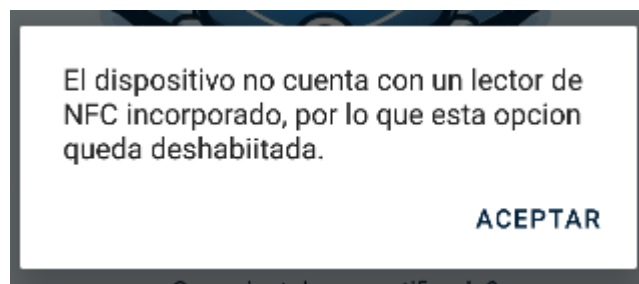 El dispositivo no cuenta con un lector de
NFC incorporado, por lo que esta opcion
queda deshabiitada.
ACEPTAR